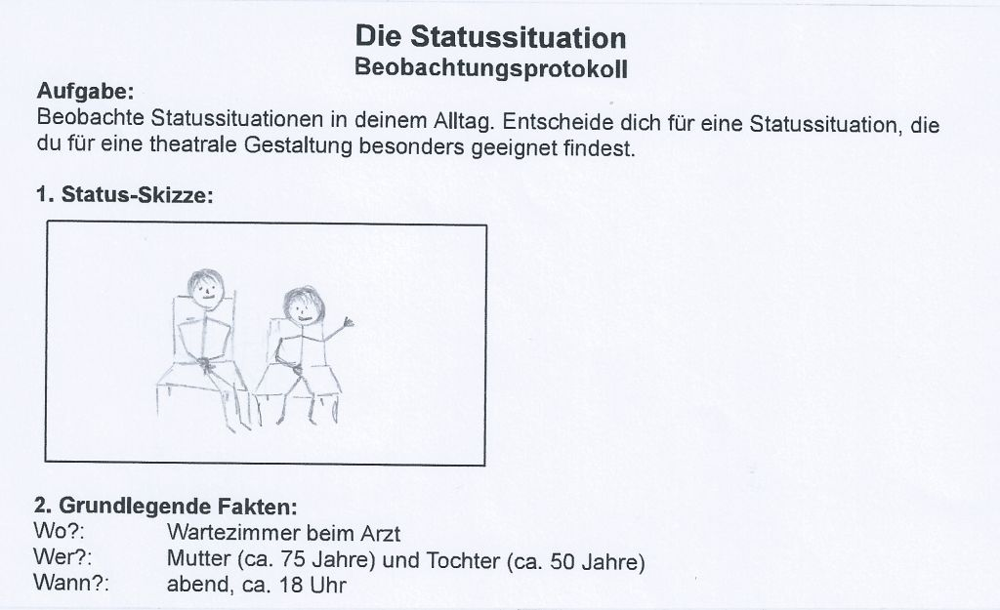 Die Statussituation
Beobachtungsprotokoll
Aufgabe:
Beobachte Statussituationen in deinem Alltag. Entscheide dich für eine Statussituation, die
du für eine theatrale Gestaltung besonders geeignet findest.
1. Status-Skizze:
2. Grundlegende Fakten:
Wo?: Wartezimmer beim Arzt
Wer?: Mutter (ca. 75 Jahre) und Tochter (ca. 50 Jahre)
Wann?: abend, ca. 18 Uhr